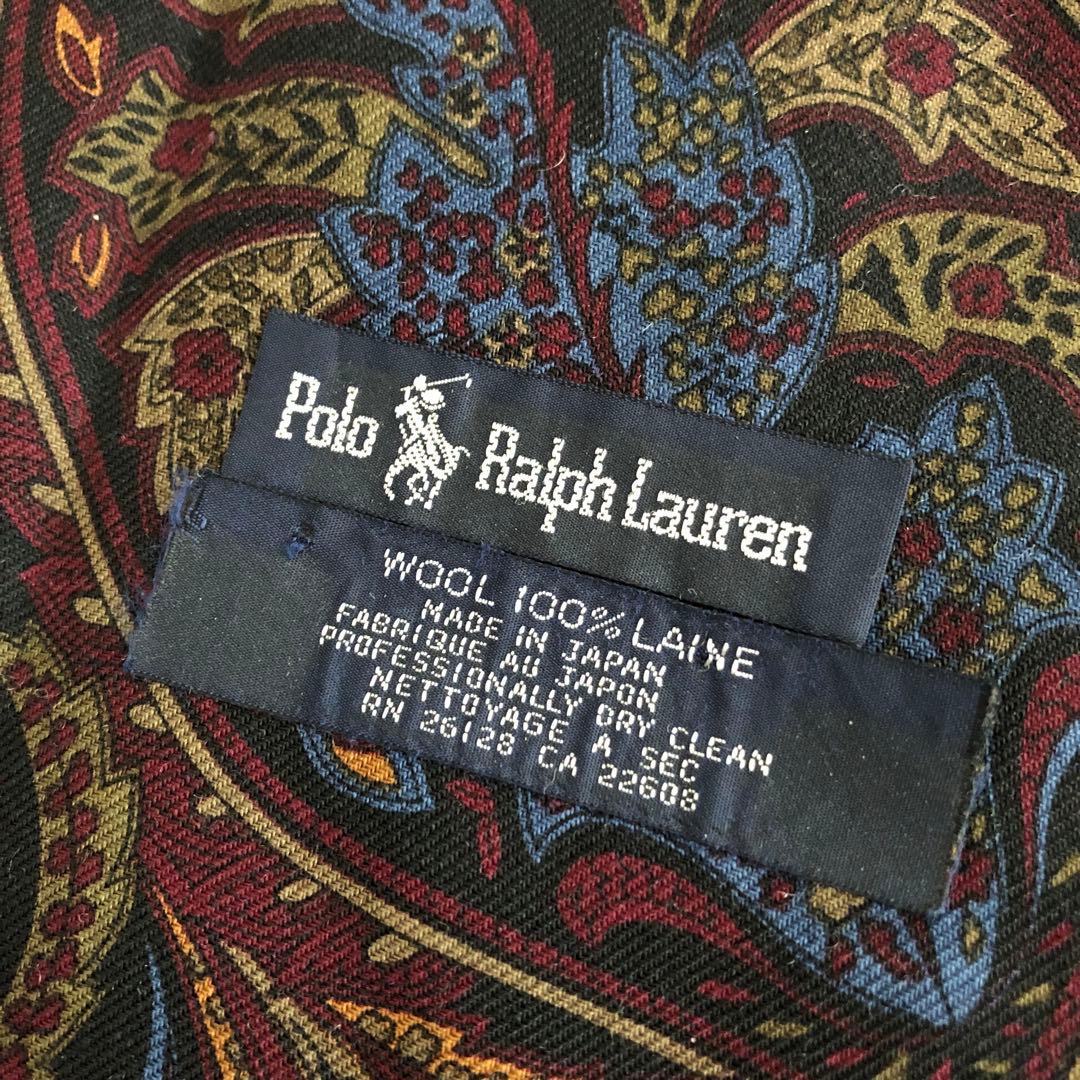 Polo Ralph Lauren
WOOL 100% LAINE
MADE IN JAPAN
FABRIQUE AU JAPON
PROFESSIONALLY DRY CLEAN
NETTOYAGE A SEC
RN 26128 CA 22608